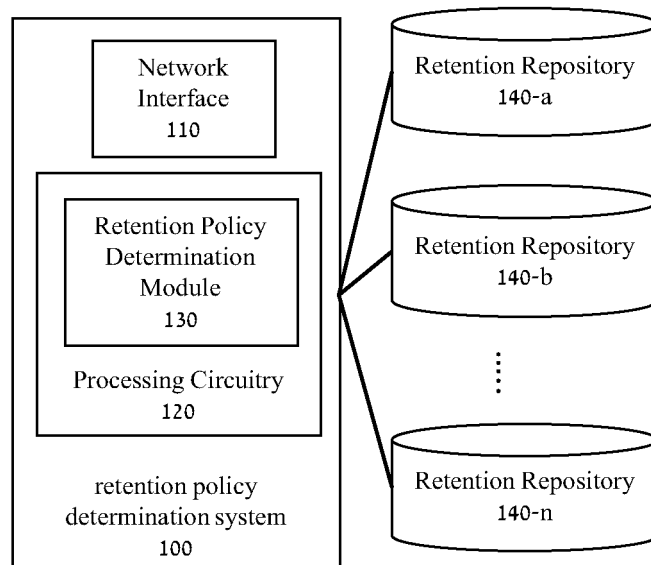 Network
Interface
110
Retention Policy
Determination
Module
130
Processing Circuitry
120
retention policy
determination system
100
Retention Repository
140-a
Retention Repository
140-b
Retention Repository
140-n